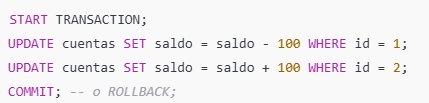 START TRANSACTION;
UPDATE cuentas SET saldo = saldo - 100 WHERE id = 1;
UPDATE cuentas SET saldo = saldo + 100 WHERE id = 2;
COMMIT; -- o ROLLBACK;